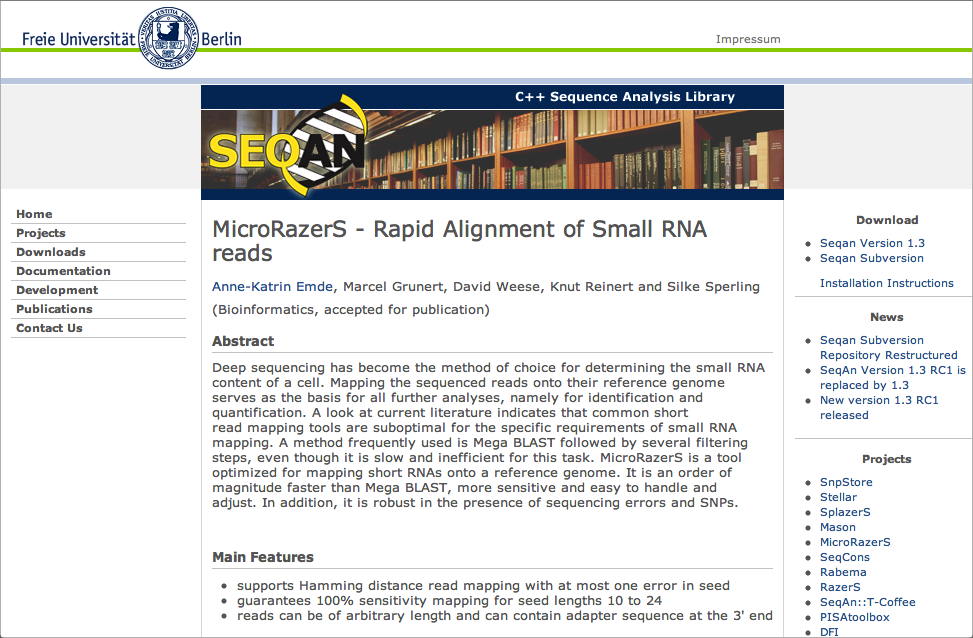 Freie Universität Berlin
Impressum
C++ Sequence Analysis Library
SEQAN
Home
Projects
Downloads
Documentation
Development
Publications
Contact Us
MicroRazerS - Rapid Alignment of Small RNA
reads
Anne-Katrin Emde, Marcel Grunert, David Weese, Knut Reinert and Silke Sperling
(Bioinformatics, accepted for publication)
Abstract
Deep sequencing has become the method of choice for determining the small RNA
content of a cell. Mapping the sequenced reads onto their reference genome
serves as the basis for all further analyses, namely for identification and
quantification. A look at current literature indicates that common short
read mapping tools are suboptimal for the specific requirements of small RNA
mapping. A method frequently used is Mega BLAST followed by several filtering
steps, even though it is slow and inefficient for this task. MicroRazerS is a tool
optimized for mapping short RNAs onto a reference genome. It is an order of
magnitude faster than Mega BLAST, more sensitive and easy to handle and
adjust. In addition, it is robust in the presence of sequencing errors and SNPs.
Main Features
supports Hamming distance read mapping with at most one error in seed
guarantees 100% sensitivity mapping for seed lengths 10 to 24
reads can be of arbitrary length and can contain adapter sequence at the 3' end
Download
Seqan Version 1.3
Seqan Subversion
Installation Instructions
News
Seqan Subversion
Repository Restructured
SeqAn Version 1.3 RC1 is
replaced by 1.3
New version 1.3 RC1
released
Projects
SnpStore
Stellar
SplazerS
Mason
MicroRazerS
SeqCons
Rabema
RazerS
SeqAn::T-Coffee
PISAtoolbox
DFI